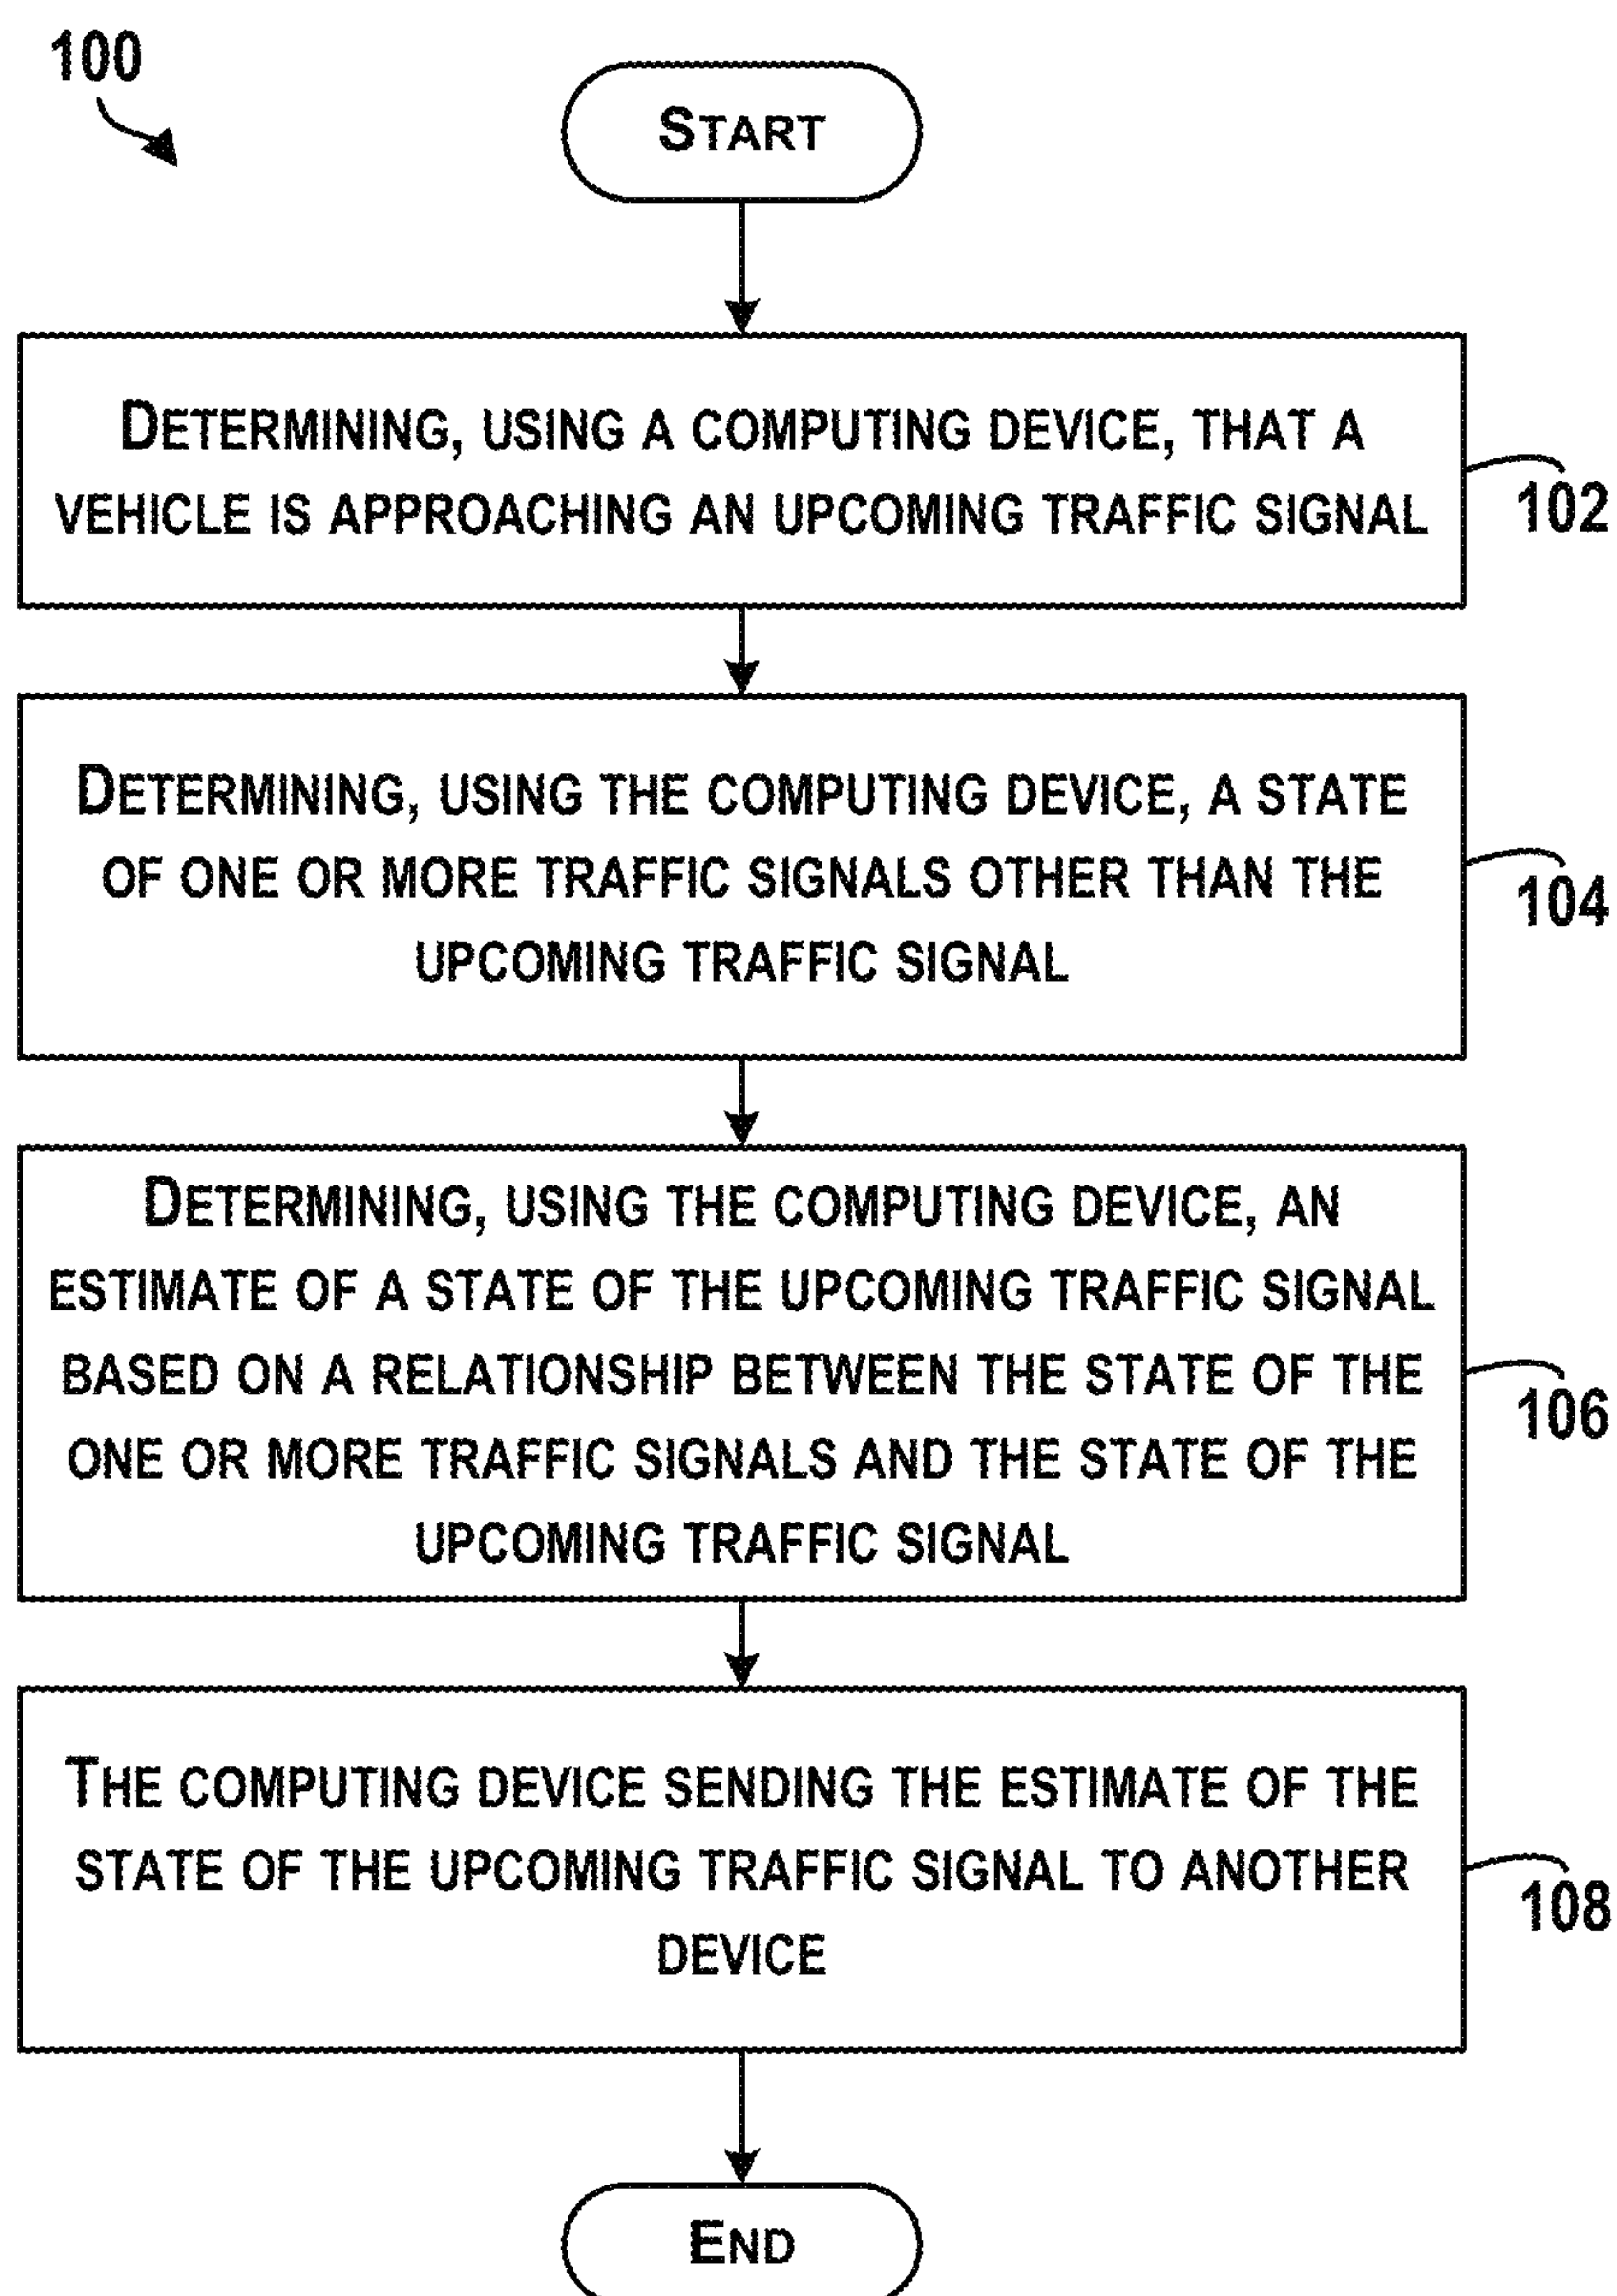 100
START
DETERMINING, USING A COMPUTING DEVICE, THAT A
VEHICLE IS APPROACHING AN UPCOMING TRAFFIC SIGNAL
102
DETERMINING, USING THE COMPUTING DEVICE, A STATE
OF ONE OR MORE TRAFFIC SIGNALS OTHER THAN THE
UPCOMING TRAFFIC SIGNAL
104
DETERMINING, USING THE COMPUTING DEVICE, AN
ESTIMATE OF A STATE OF THE UPCOMING TRAFFIC SIGNAL
BASED ON A RELATIONSHIP BETWEEN THE STATE OF THE
ONE OR MORE TRAFFIC SIGNALS AND THE STATE OF THE
UPCOMING TRAFFIC SIGNAL
106
THE COMPUTING DEVICE SENDING THE ESTIMATE OF THE
STATE OF THE UPCOMING TRAFFIC SIGNAL TO ANOTHER
DEVICE
108
END